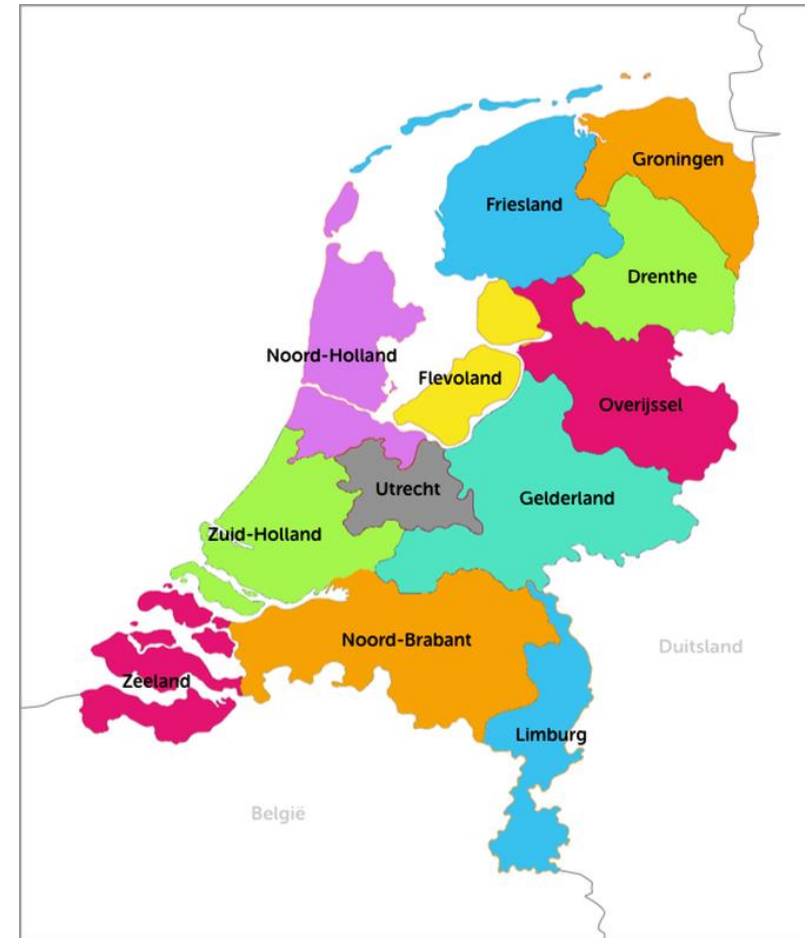 Groningen
Friesland
Drenthe
Noord-Holland
Flevoland
Overijssel
Utrecht
Gelderland
Zuid-Holland
Noord-Brabant
Duitsland
Zeeland
Limburg
België